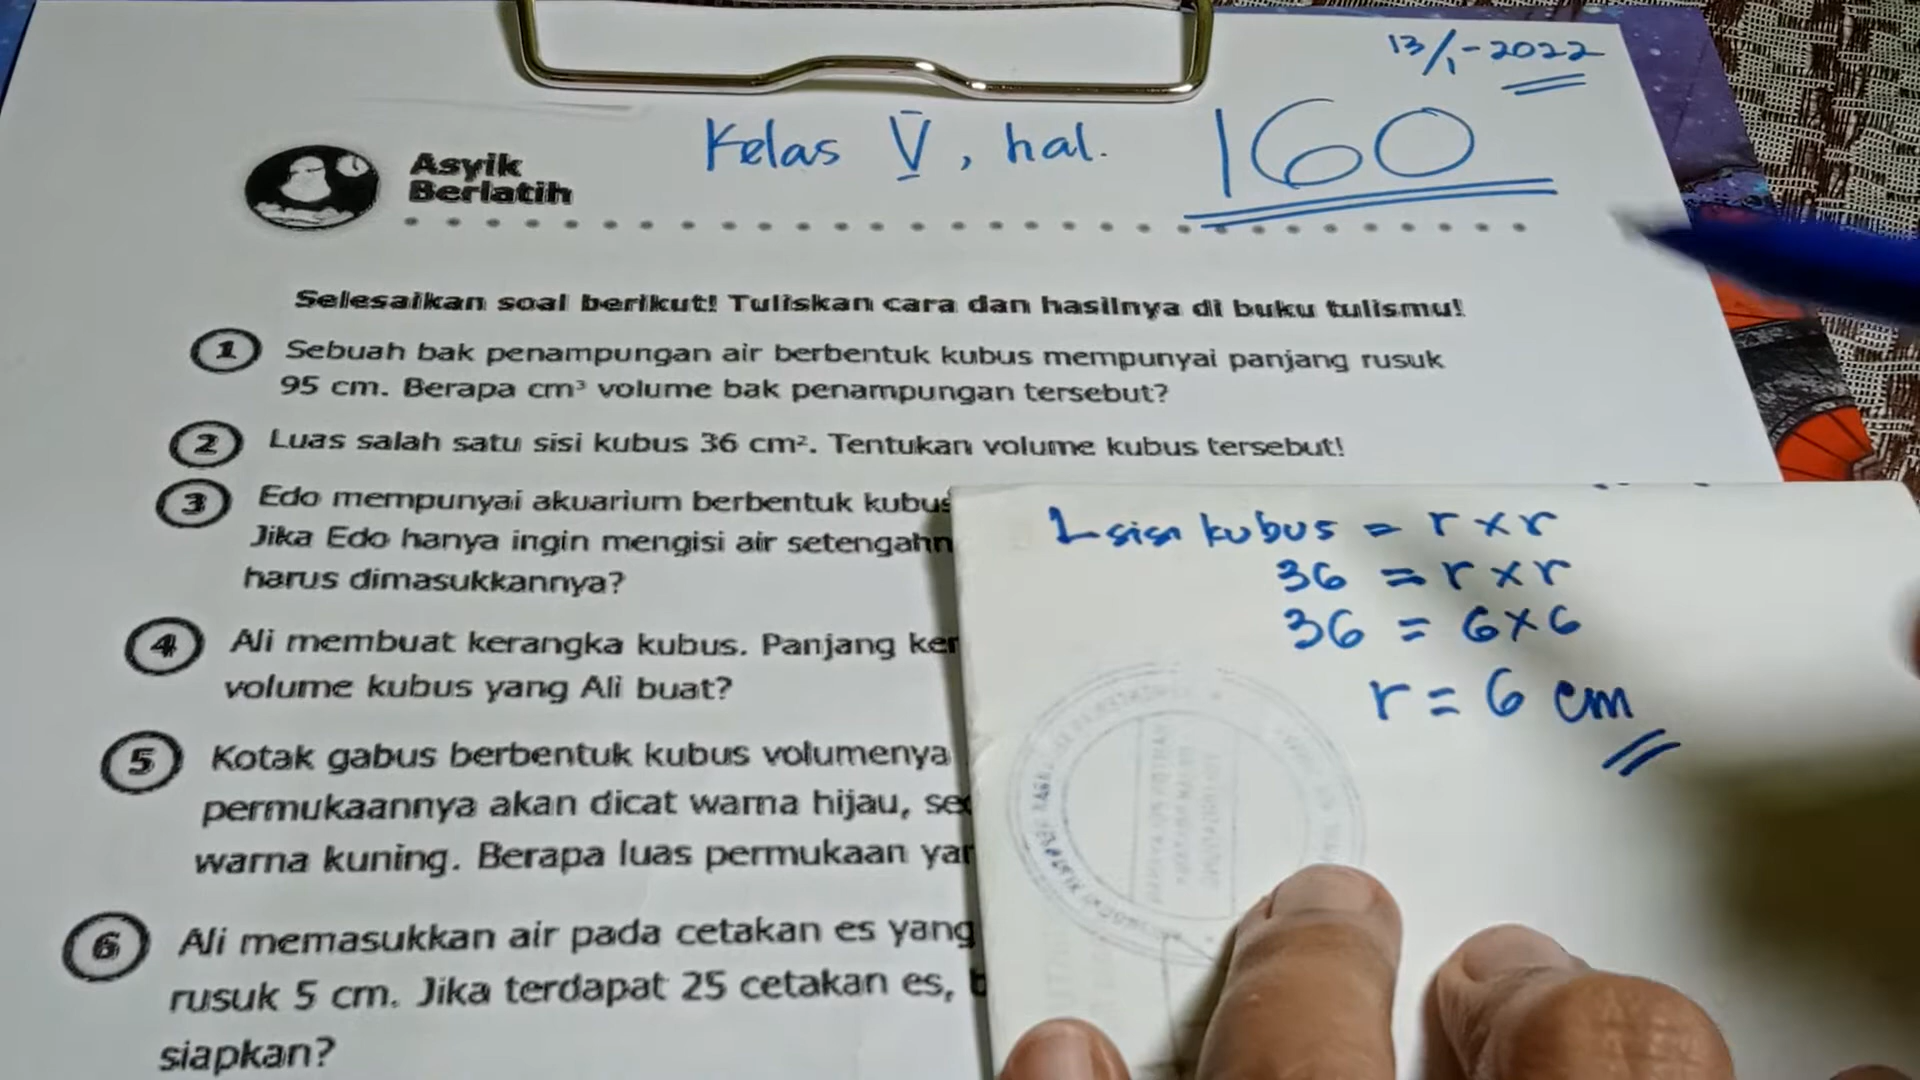 13/1-2022
Kelas V, hal. 160
Asyik
Berlatih
Selesaikan soal berikut! Tuliskan cara dan hasilnya di buku tulismu!
1 Sebuah bak penampungan air berbentuk kubus mempunyai panjang rusuk
95 cm. Berapa cm³ volume bak penampungan tersebut?
2 Luas salah satu sisi kubus 36 cm². Tentukan volume kubus tersebut!
3 Edo mempunyai akuarium berbentuk kubus
Jika Edo hanya ingin mengisi air setengahn
harus dimasukkannya?
4 Ali membuat kerangka kubus. Panjang ker
volume kubus yang Ali buat?
5 Kotak gabus berbentuk kubus volumenya
permukaannya akan dicat warna hijau, se
warna kuning. Berapa luas permukaan yan
6 Ali memasukkan air pada cetakan es yang
rusuk 5 cm. Jika terdapat 25 cetakan es, b
siapkan?
L sisi kubus = r x r
36 = r x r
36 = 6 x 6
r = 6 cm